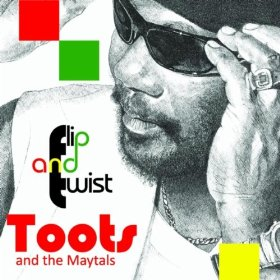 flip
and
twist
Toots
and the Maytals